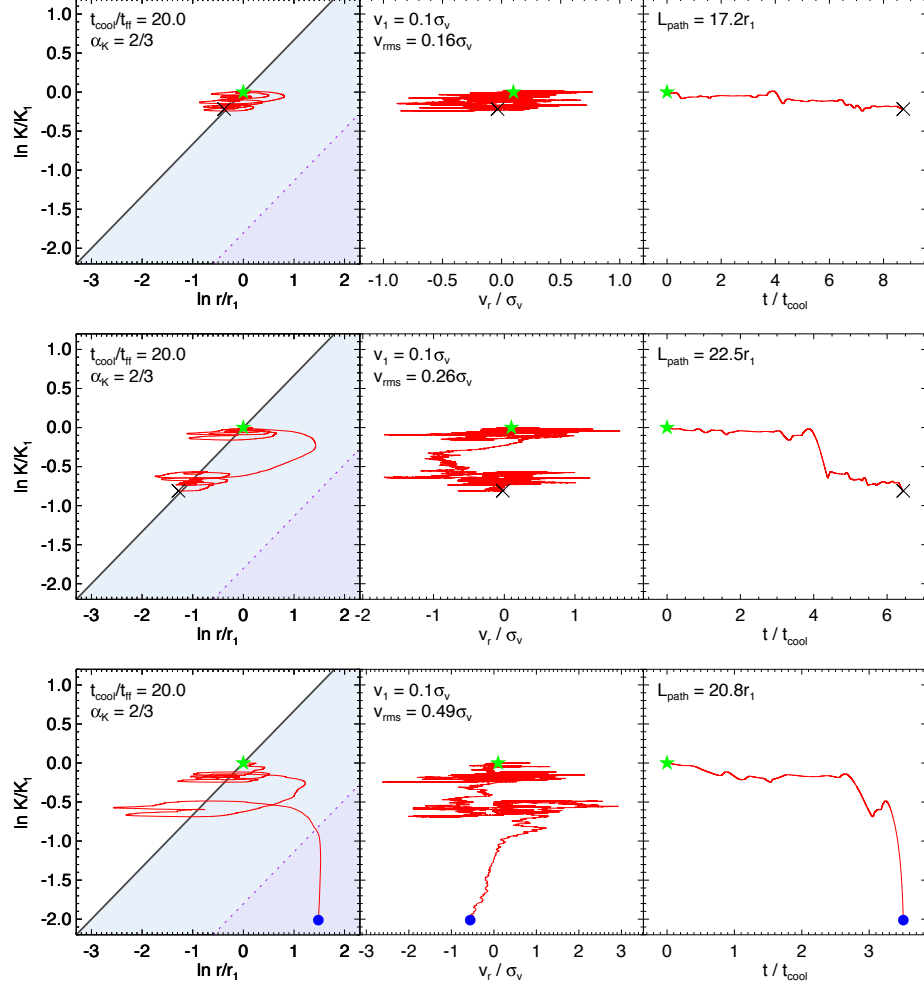 t_cool/t_ff = 20.0
α_K = 2/3
v_1 = 0.1σ_v
v_rms = 0.16σ_v
L_path = 17.2r_1
ln K/K_1
1.0
0.5
0.0
-0.5
-1.0
-1.5
-2.0
-3 -2 -1 0 1 2
-1.0 -0.5 0.0 0.5 1.0
0 2 4 6 8
ln r/r_1
v_r / σ_v
t / t_cool
t_cool/t_ff = 20.0
α_K = 2/3
v_1 = 0.1σ_v
v_rms = 0.26σ_v
L_path = 22.5r_1
ln K/K_1
1.0
0.5
0.0
-0.5
-1.0
-1.5
-2.0
-3 -2 -1 0 1 2
-1 0 1
0 2 4 6
ln r/r_1
v_r / σ_v
t / t_cool
t_cool/t_ff = 20.0
α_K = 2/3
v_1 = 0.1σ_v
v_rms = 0.49σ_v
L_path = 20.8r_1
ln K/K_1
1.0
0.5
0.0
-0.5
-1.0
-1.5
-2.0
-3 -2 -1 0 1 2
-2 -1 0 1 2 3
0 1 2 3
ln r/r_1
v_r / σ_v
t / t_cool